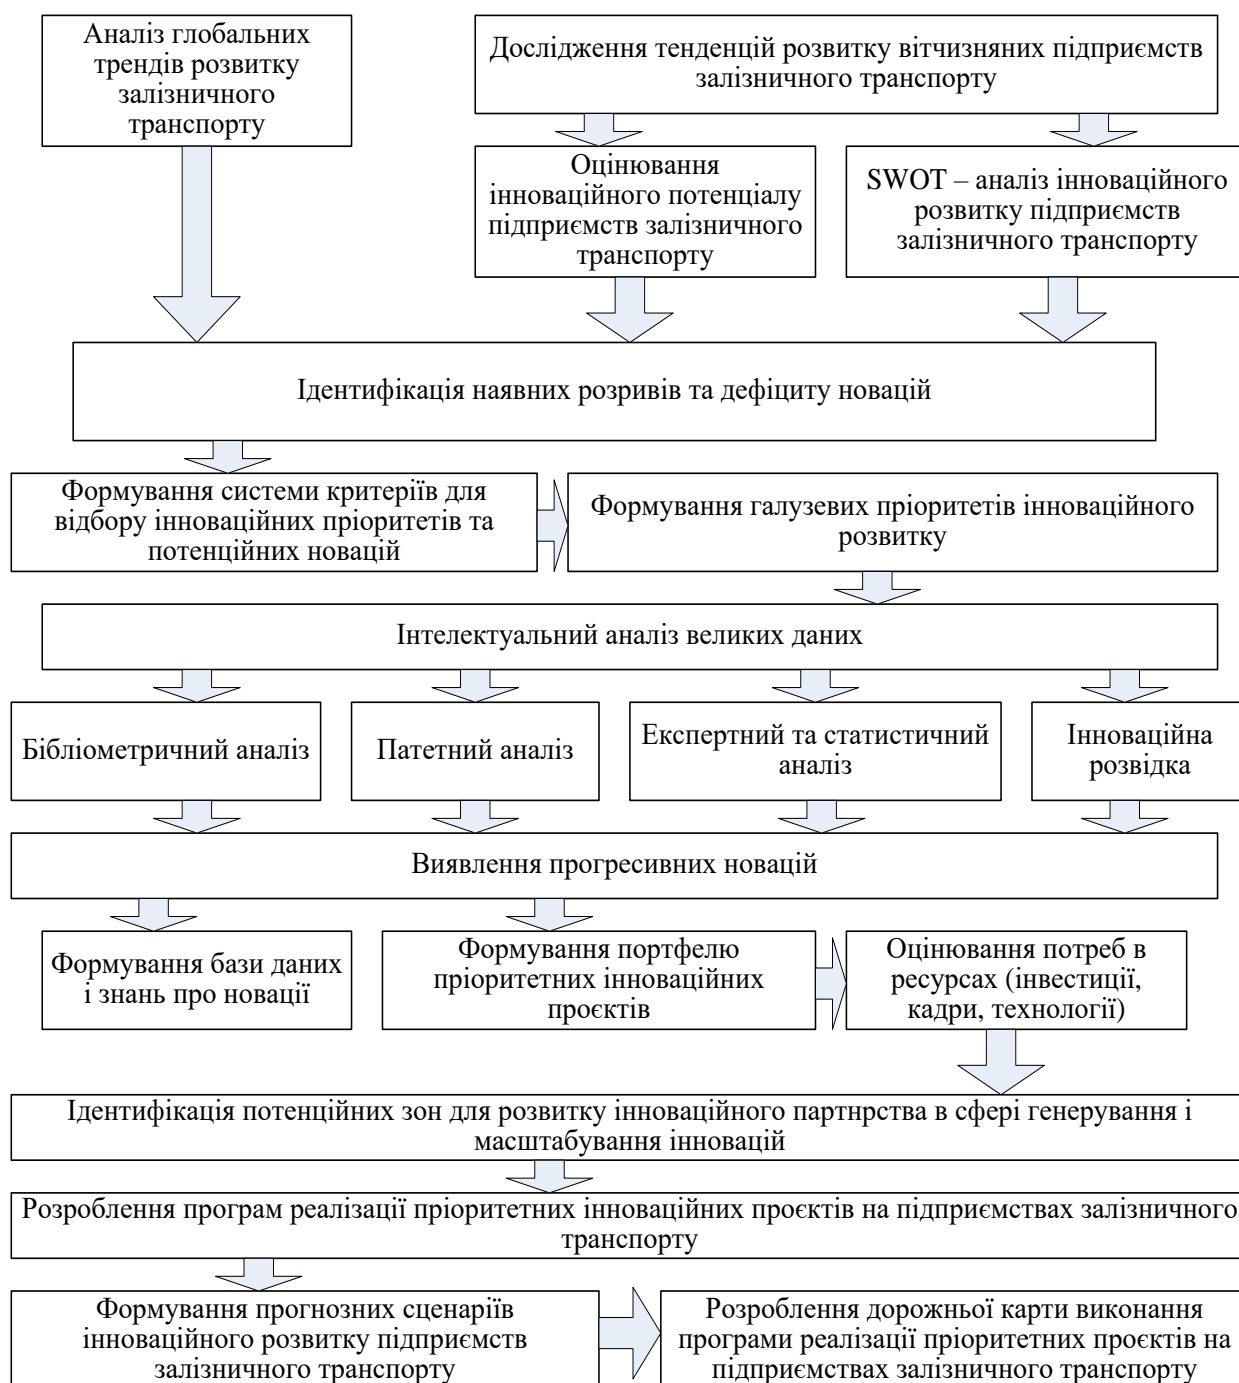 Аналіз глобальних
трендів розвитку
залізничного
транспорту
Дослідження тенденцій розвитку вітчизняних підприємств
залізничного транспорту
Оцінювання
інноваційного потенціалу
підприємств залізничного
транспорту
SWOT – аналіз інноваційного
розвитку підприємств
залізничного транспорту
Ідентифікація наявних розривів та дефіциту новацій
Формування системи критеріїв для
відбору інноваційних пріоритетів та
потенційних новацій
Формування галузевих пріоритетів інноваційного
розвитку
Інтелектуальний аналіз великих даних
Бібліометричний аналіз
Патетний аналіз
Експертний та статистичний
аналіз
Інноваційна
розвідка
Виявлення прогресивних новацій
Формування бази даних
і знань про новації
Формування портфелю
пріоритетних інноваційних
проєктів
Оцінювання потреб в
ресурсах (інвестиції,
кадри, технології)
Ідентифікація потенційних зон для розвитку інноваційного партнрства в сфері генерування і
масштабування інновацій
Розроблення програм реалізації пріоритетних інноваційних проєктів на підприємствах залізничного
транспорту
Формування прогнозних сценаріїв
інноваційного розвитку підприємств
залізничного транспорту
Розроблення дорожньої карти виконання
програми реалізації пріоритетних проєктів на
підприємствах залізничного транспорту